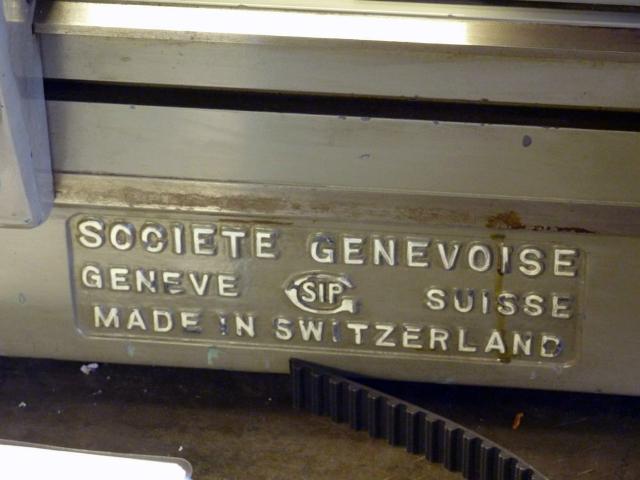 SOCIETE GENEVOISE
GENEVE SIP SUISSE
MADE IN SWITZERLAND